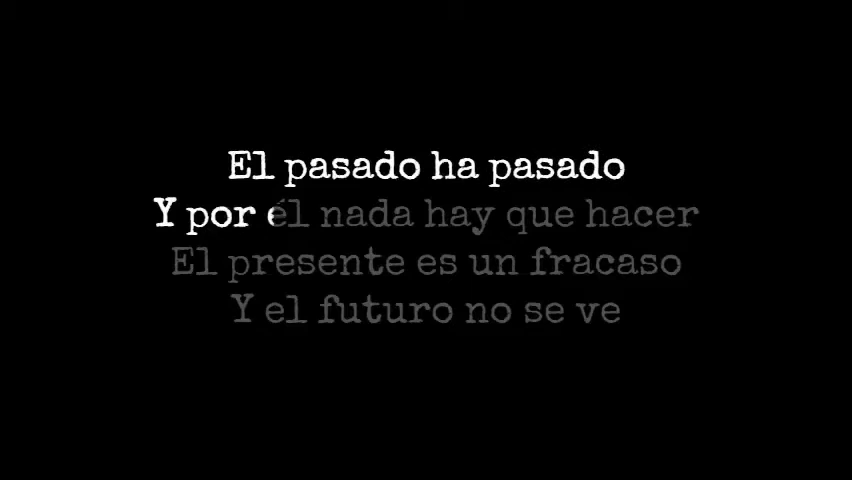 El pasado ha pasado
Y por él nada hay que hacer
El presente es un fracaso
Y el futuro no se ve